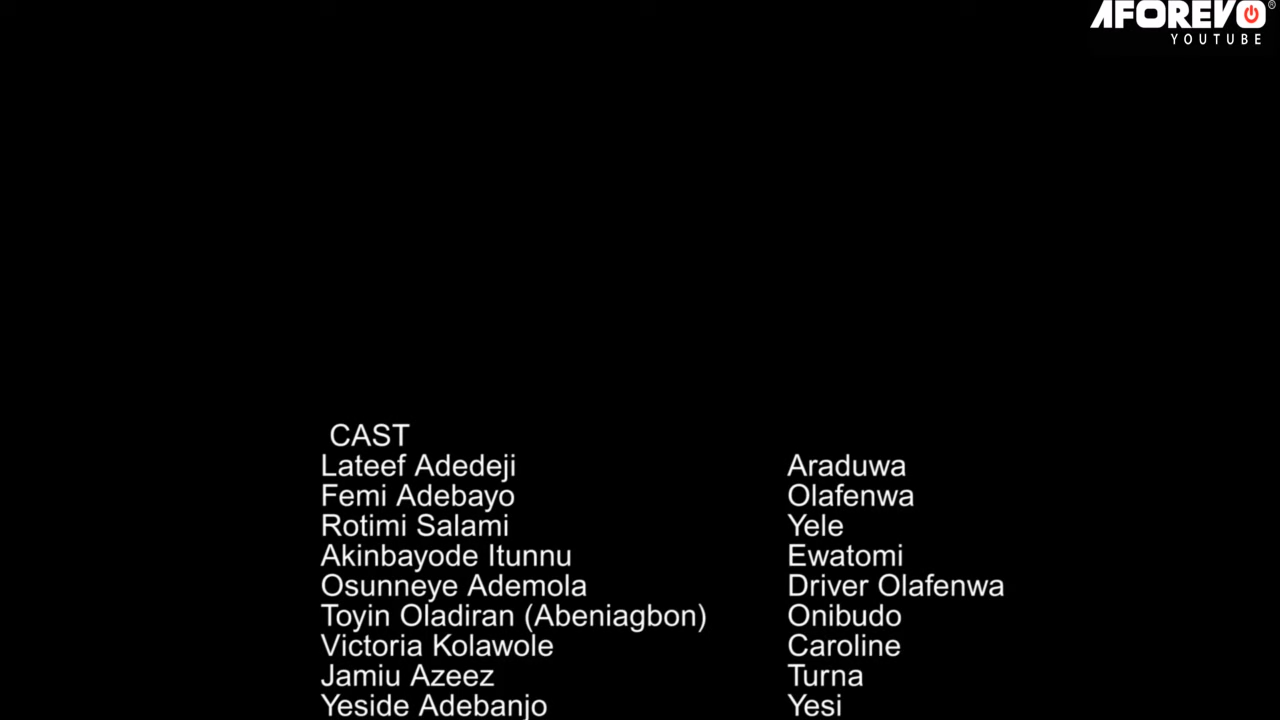 AFOREVO®
YOUTUBE
CAST
Lateef Adedeji Araduwa
Femi Adebayo Olafenwa
Rotimi Salami Yele
Akinbayode Itunnu Ewatomi
Osunneye Ademola Driver Olafenwa
Toyin Oladiran (Abeniagbon) Onibudo
Victoria Kolawole Caroline
Jamiu Azeez Turna
Yeside Adebanjo Yesi